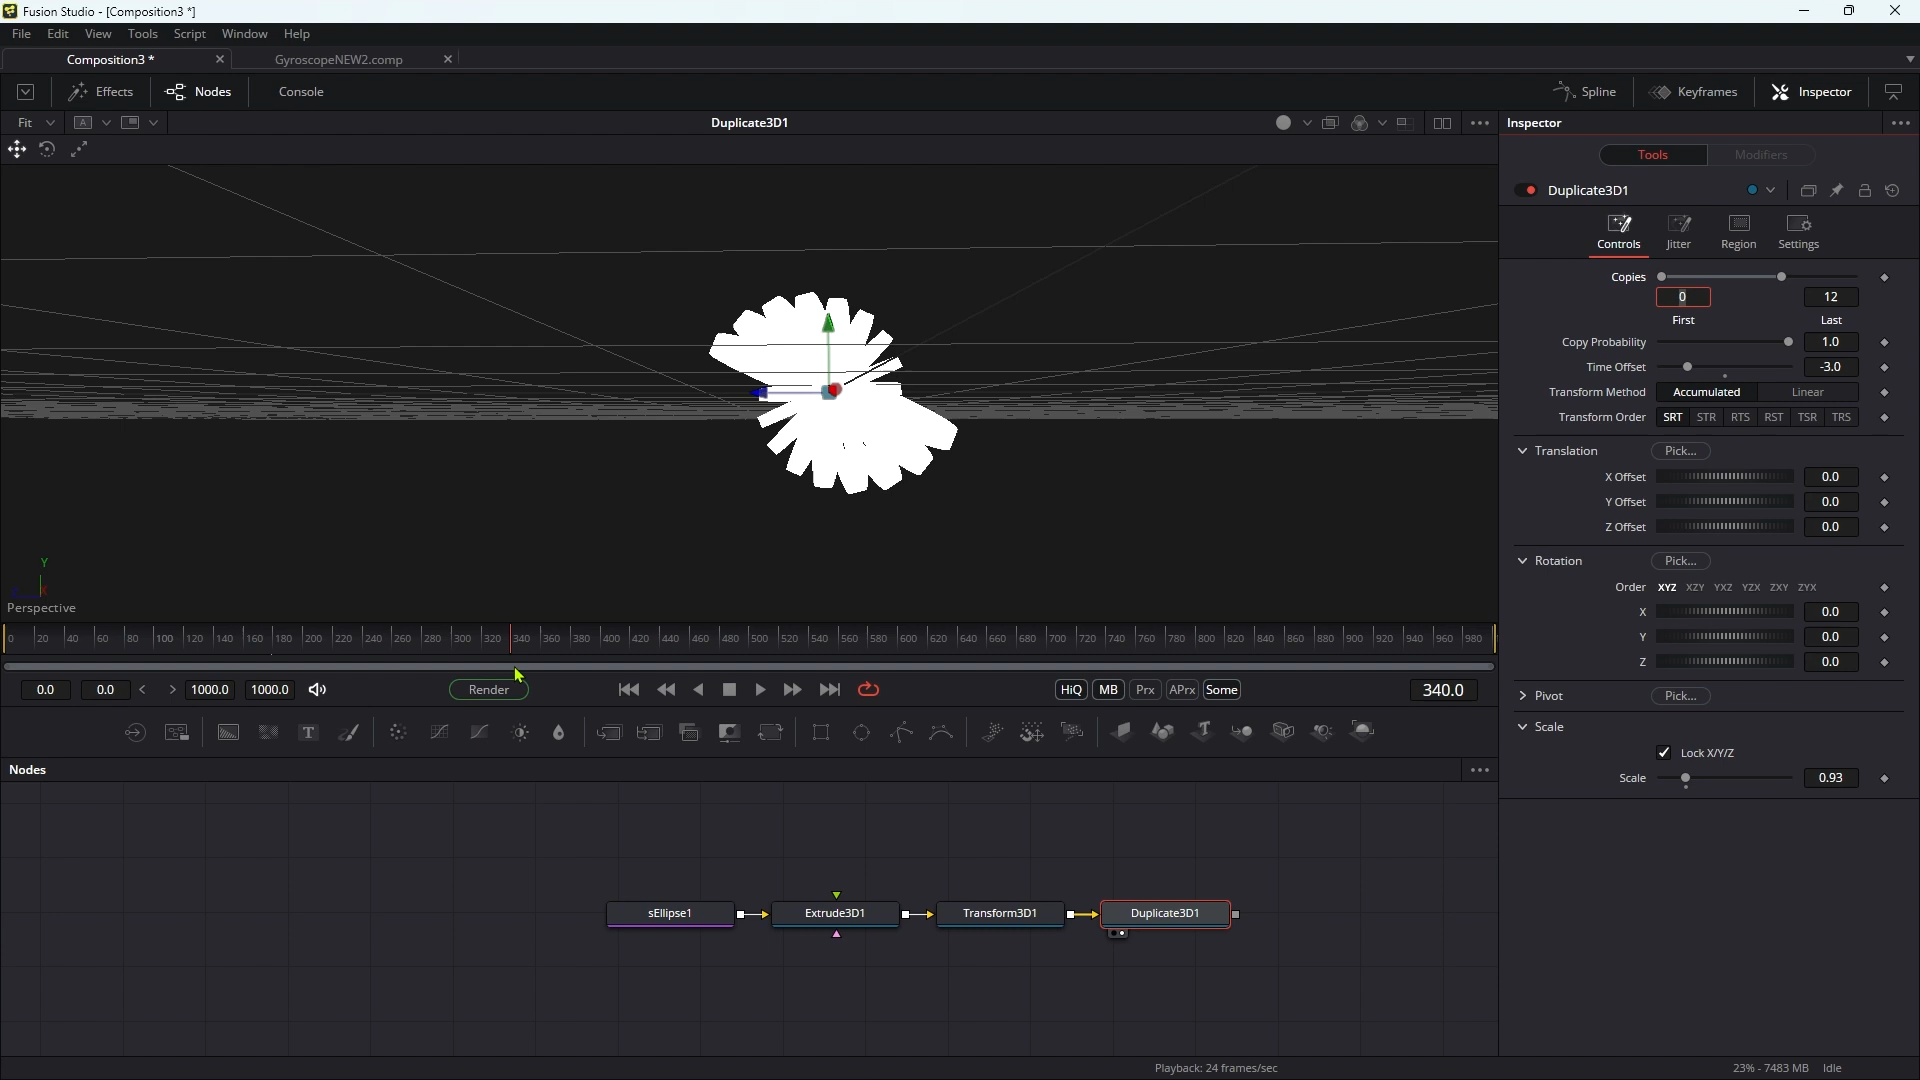 Fusion Studio - [Composition3 *]
File Edit View Tools Script Window Help
Composition3 * GyroscopeNEW2.comp
Effects Nodes Console Spline Keyframes Inspector
Fit A Duplicate3D1 Inspector
Tools Modifiers
Duplicate3D1
Controls Jitter Region Settings
Copies
0 12
First Last
Copy Probability 1.0
Time Offset -3.0
Transform Method Accumulated Linear
Transform Order SRT STR RTS RST TSR TRS
Translation Pick...
X Offset 0.0
Y Offset 0.0
Z Offset 0.0
Rotation Pick...
Order XYZ XZY YXZ YZX ZXY ZYX
X 0.0
Y 0.0
Z 0.0
Pivot Pick...
Scale
Lock X/Y/Z
Scale 0.93
Y
X
Perspective
0 20 40 60 80 100 120 140 160 180 200 220 240 260 280 300 320 340 360 380 400 420 440 460 480 500 520 540 560 580 600 620 640 660 680 700 720 740 760 780 800 820 840 860 880 900 920 940 960 980
0.0 0.0 1000.0 1000.0 Render HiQ MB Prx APrx Some 340.0
T T
Nodes
sEllipse1 Extrude3D1 Transform3D1 Duplicate3D1
Playback: 24 frames/sec 23% - 7483 MB Idle